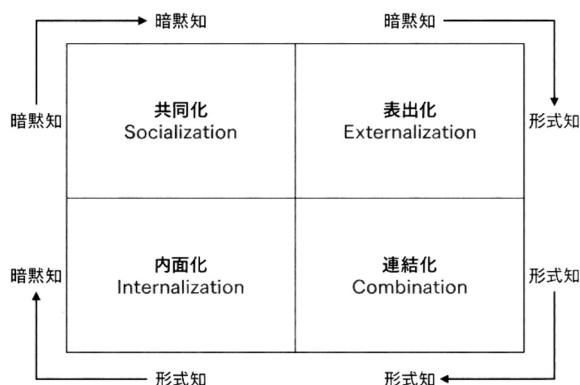 暗黙知
暗黙知
暗黙知
共同化
Socialization
表出化
Externalization
形式知
暗黙知
内面化
Internalization
連結化
Combination
形式知
形式知
形式知